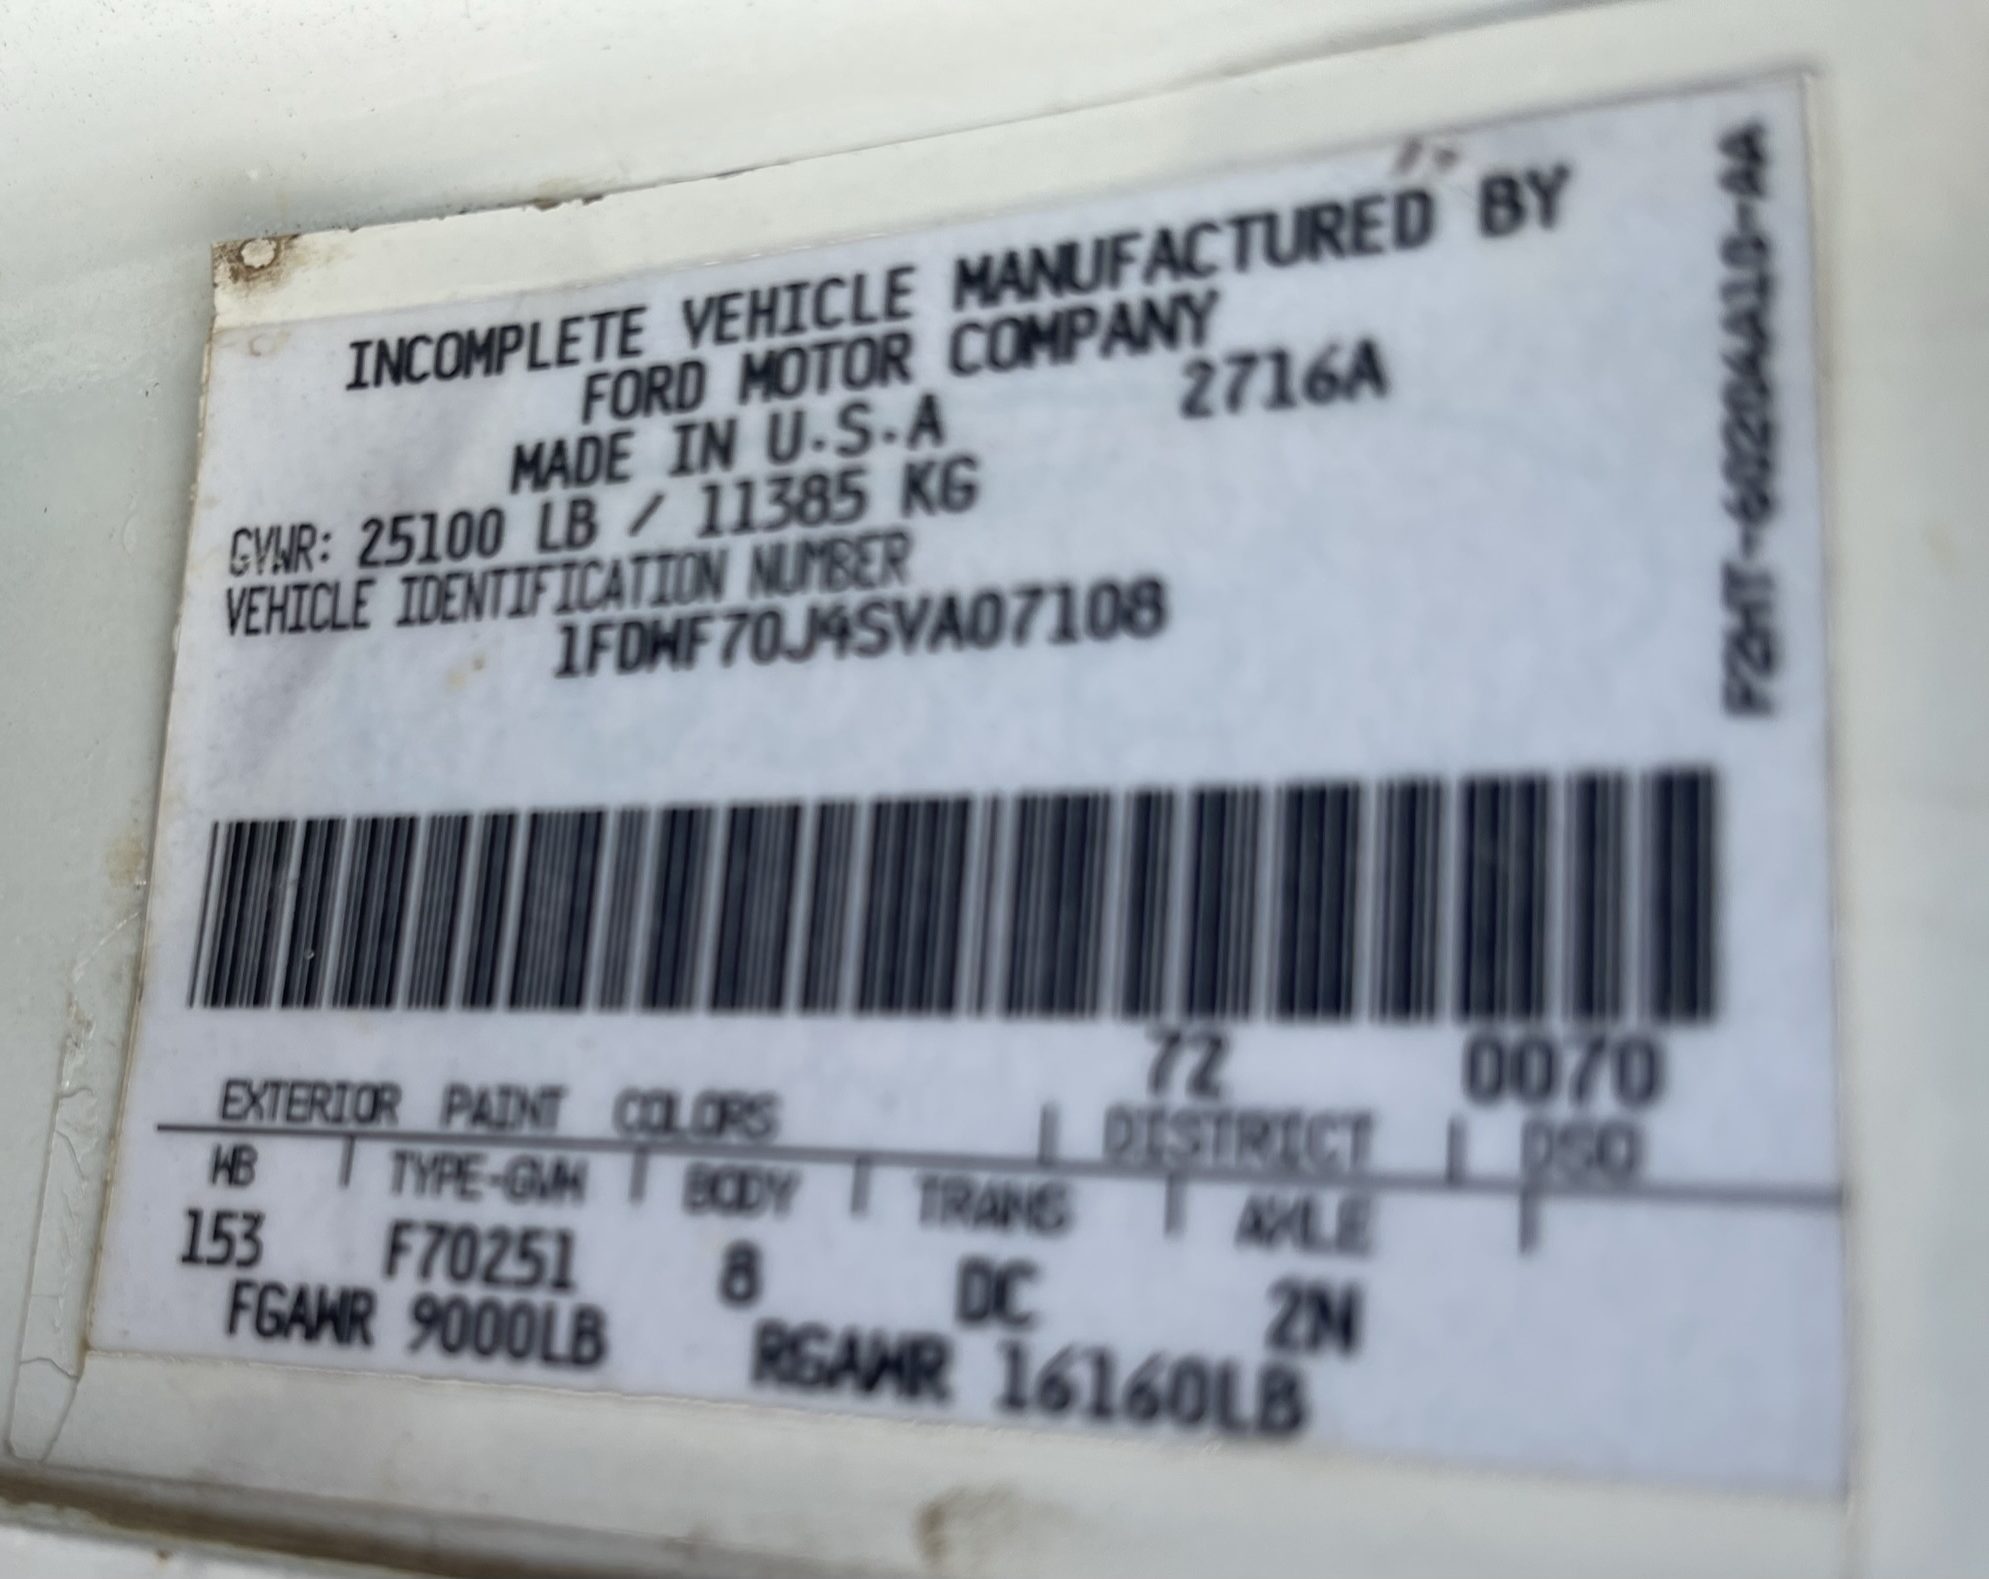 INCOMPLETE VEHICLE MANUFACTURED BY
FORD MOTOR COMPANY
MADE IN U.S.A 2716A
GVWR: 25100 LB / 11385 KG
VEHICLE IDENTIFICATION NUMBER
1FDWF70J4SVA07108
72 0070
EXTERIOR PAINT COLORS | DISTRICT | DSO
WB | TYPE-GVW | BODY | TRANS | AXLE |
153 F70251 8 DC 2N
FGAWR 9000LB RGAWR 16160LB